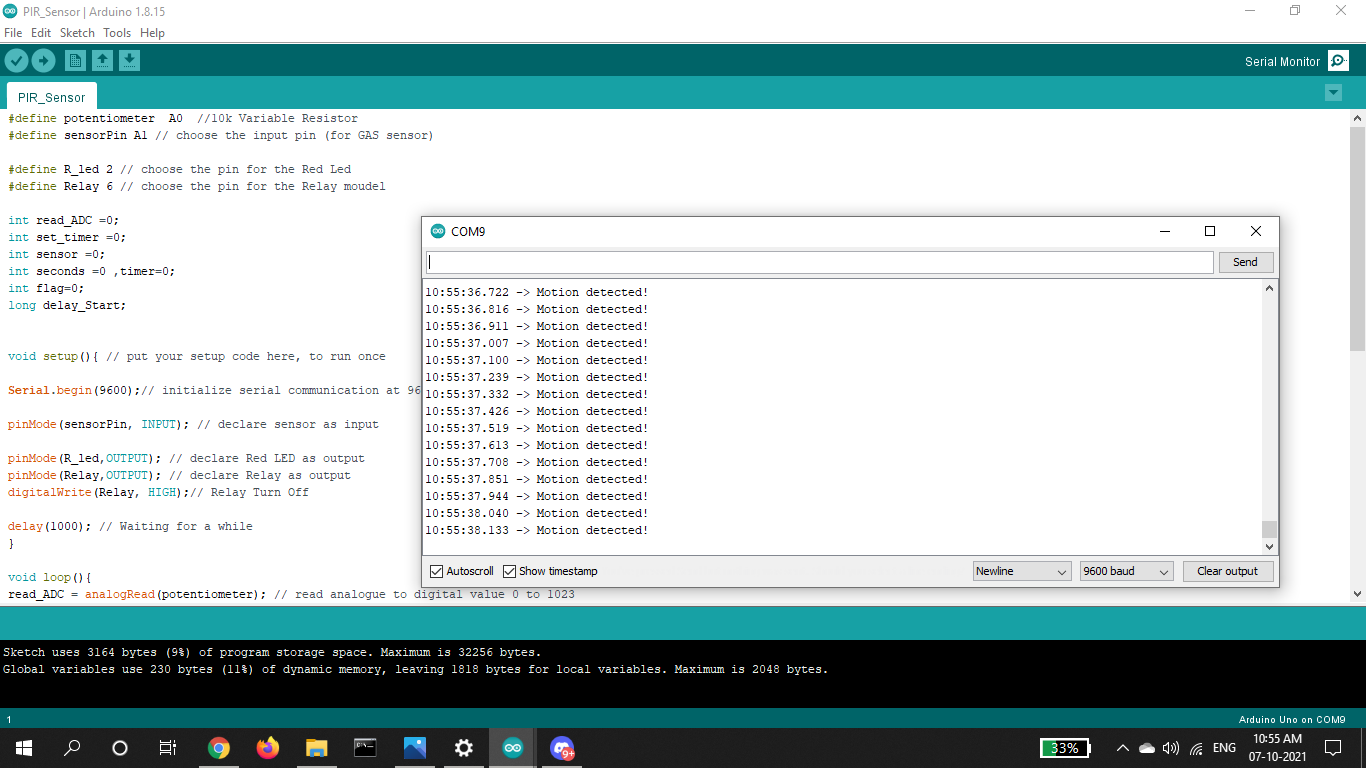 PIR_Sensor | Arduino 1.8.15
File Edit Sketch Tools Help
Serial Monitor
PIR_Sensor
#define potentiometer  A0  //10k Variable Resistor
#define sensorPin A1 // choose the input pin (for GAS sensor)
#define R_led 2 // choose the pin for the Red Led
#define Relay 6 // choose the pin for the Relay moudel
int read_ADC =0;
int set_timer =0;
int sensor =0;
int seconds =0 ,timer=0;
int flag=0;
long delay_Start;
void setup(){ // put your setup code here, to run once
Serial.begin(9600);// initialize serial communication at 96
pinMode(sensorPin, INPUT); // declare sensor as input
pinMode(R_led,OUTPUT); // declare Red LED as output
pinMode(Relay,OUTPUT); // declare Relay as output
digitalWrite(Relay, HIGH);// Relay Turn Off
delay(1000); // Waiting for a while
}
void loop(){
read_ADC = analogRead(potentiometer); // read analogue to digital value 0 to 1023
COM9
Send
10:55:36.722 -> Motion detected!
10:55:36.816 -> Motion detected!
10:55:36.911 -> Motion detected!
10:55:37.007 -> Motion detected!
10:55:37.100 -> Motion detected!
10:55:37.239 -> Motion detected!
10:55:37.332 -> Motion detected!
10:55:37.426 -> Motion detected!
10:55:37.519 -> Motion detected!
10:55:37.613 -> Motion detected!
10:55:37.708 -> Motion detected!
10:55:37.851 -> Motion detected!
10:55:37.944 -> Motion detected!
10:55:38.040 -> Motion detected!
10:55:38.133 -> Motion detected!
Autoscroll Show timestamp Newline 9600 baud Clear output
Sketch uses 3164 bytes (9%) of program storage space. Maximum is 32256 bytes.
Global variables use 230 bytes (11%) of dynamic memory, leaving 1818 bytes for local variables. Maximum is 2048 bytes.
1 Arduino Uno on COM9
9+ 33% ENG 10:55 AM
07-10-2021